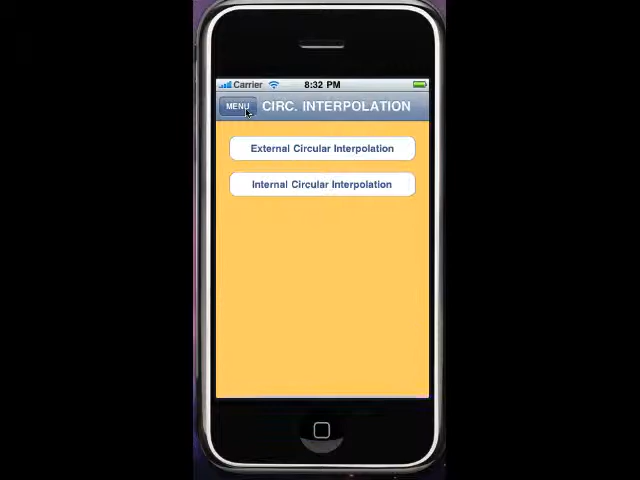 Carrier 8:32 PM
MENU CIRC. INTERPOLATION
External Circular Interpolation
Internal Circular Interpolation